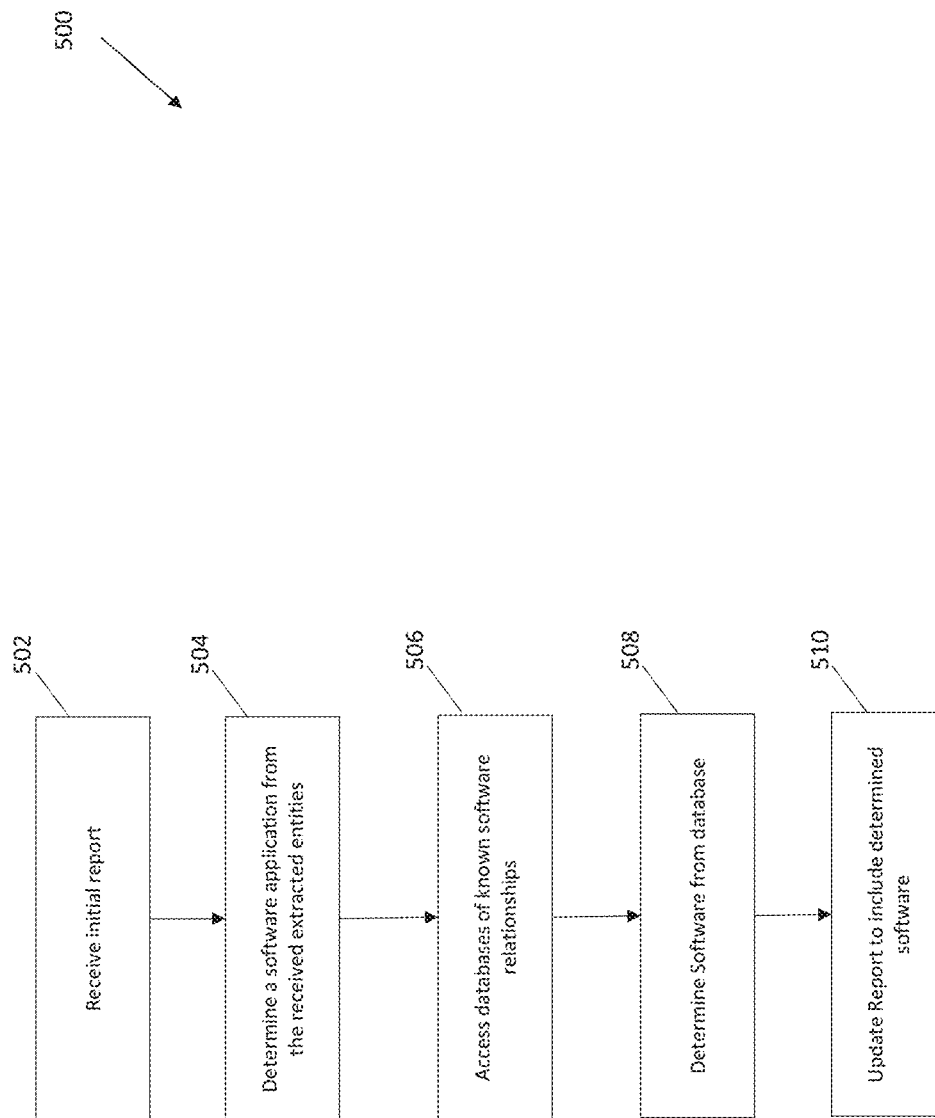 500
502
Receive initial report
504
Determine a software application from
the received extracted entities
506
Access databases of known software
relationships
508
Determine Software from database
510
Update Report to include determined
software